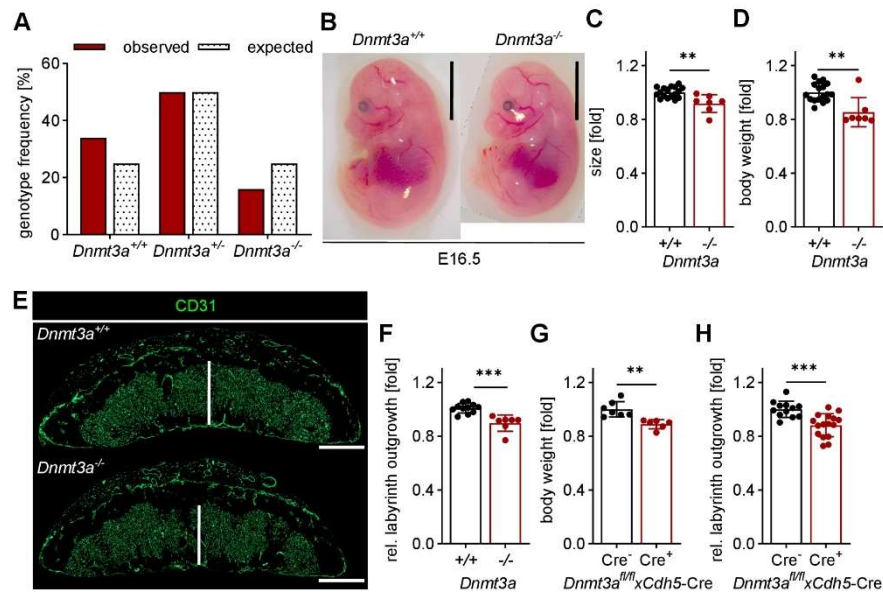 A
observed expected
genotype frequency [%]
60
40
20
0
Dnmt3a+/+ Dnmt3a+/- Dnmt3a-/-
B
Dnmt3a+/+ Dnmt3a-/-
E16.5
C
**
size [fold]
1.2
0.8
0.4
0.0
+/+ -/-
Dnmt3a
D
**
body weight [fold]
1.2
0.8
0.4
0.0
+/+ -/-
Dnmt3a
E
CD31
Dnmt3a+/+
Dnmt3a-/-
F
***
rel. labyrinth outgrowth [fold]
1.2
0.8
0.4
0.0
+/+ -/-
Dnmt3a
G
**
body weight [fold]
1.2
0.8
0.4
0.0
Cre- Cre+
Dnmt3afl/flxCdh5-Cre
H
***
rel. labyrinth outgrowth [fold]
1.2
0.8
0.4
0.0
Cre- Cre+
Dnmt3afl/flxCdh5-Cre